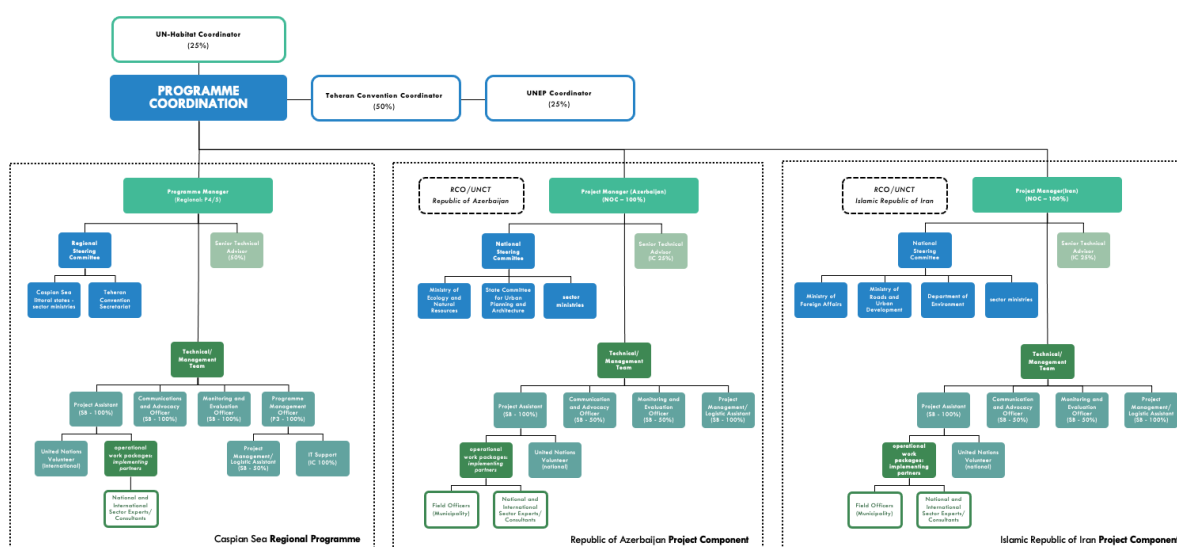 UN-Habitat Coordinator
(25%)
PROGRAMME
COORDINATION
Teheran Convention Coordinator
(50%)
UNEP Coordinator
(25%)
Programme Manager
(Regional: P4/5)
Regional
Steering
Committee
Senior Technical
Adviser
(50%)
Caspian Sea
littoral states -
sector ministries
Teheran
Convention
Secretariat
Technical/
Management
Team
Project Assistant
(SB - 100%)
Communications
and Advocacy
Officer
(SB - 100%)
Monitoring and
Evaluation
Officer
(SB - 100%)
Programme
Management
Officer
(P3 - 100%)
United Nations
Volunteer
(International)
operational
work packages:
implementing
partners
Project
Management/
Logistic Assistant
(SB - 50%)
IT Support
(IC 100%)
National and
International
Sector Experts/
Consultants
Caspian Sea Regional Programme
RCO/UNCT
Republic of Azerbaijan
Project Manager (Azerbaijan)
(NOC – 100%)
National
Steering
Committee
Senior Technical
Adviser
(IC 25%)
Ministry of
Ecology and
Natural
Resources
State Committee
for Urban
Planning and
Architecture
sector
ministries
Technical/
Management
Team
Project Assistant
(SB - 100%)
Communication
and Advocacy
Officer
(SB - 50%)
Monitoring and
Evaluation
Officer
(SB - 50%)
Project
Management/
Logistic Assistant
(SB - 100%)
operational
work packages:
implementing
partners
United Nations
Volunteer
(national)
Field Officers
(Municipality)
National and
International
Sector Experts/
Consultants
Republic of Azerbaijan Project Component
RCO/UNCT
Islamic Republic of Iran
Project Manager(Iran)
(NOC – 100%)
National
Steering
Committee
Senior Technical
Adviser
(IC 25%)
Ministry of
Foreign Affairs
Ministry of
Roads and
Urban
Development
Department of
Environment
sector ministries
Technical/
Management
Team
Project Assistant
(SB - 100%)
Communication
and Advocacy
Officer
(SB - 50%)
Monitoring and
Evaluation
Officer
(SB - 50%)
Project
Management/
Logistic Assistant
(SB - 100%)
operational
work packages:
implementing
partners
United Nations
Volunteer
(national)
Field Officers
(Municipality)
National and
International
Sector Experts/
Consultants
Islamic Republic of Iran Project Component